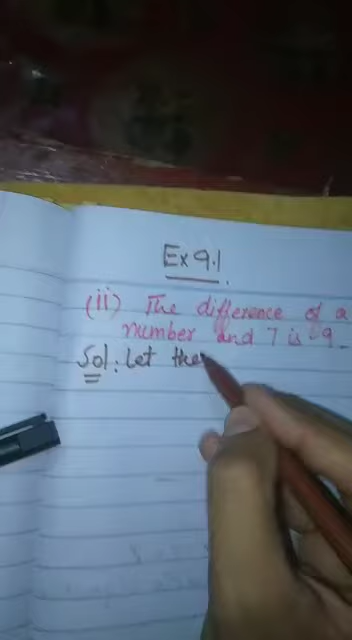 Ex 9.1
(ii) The difference of a
number and 7 is -9.
Sol: Let the